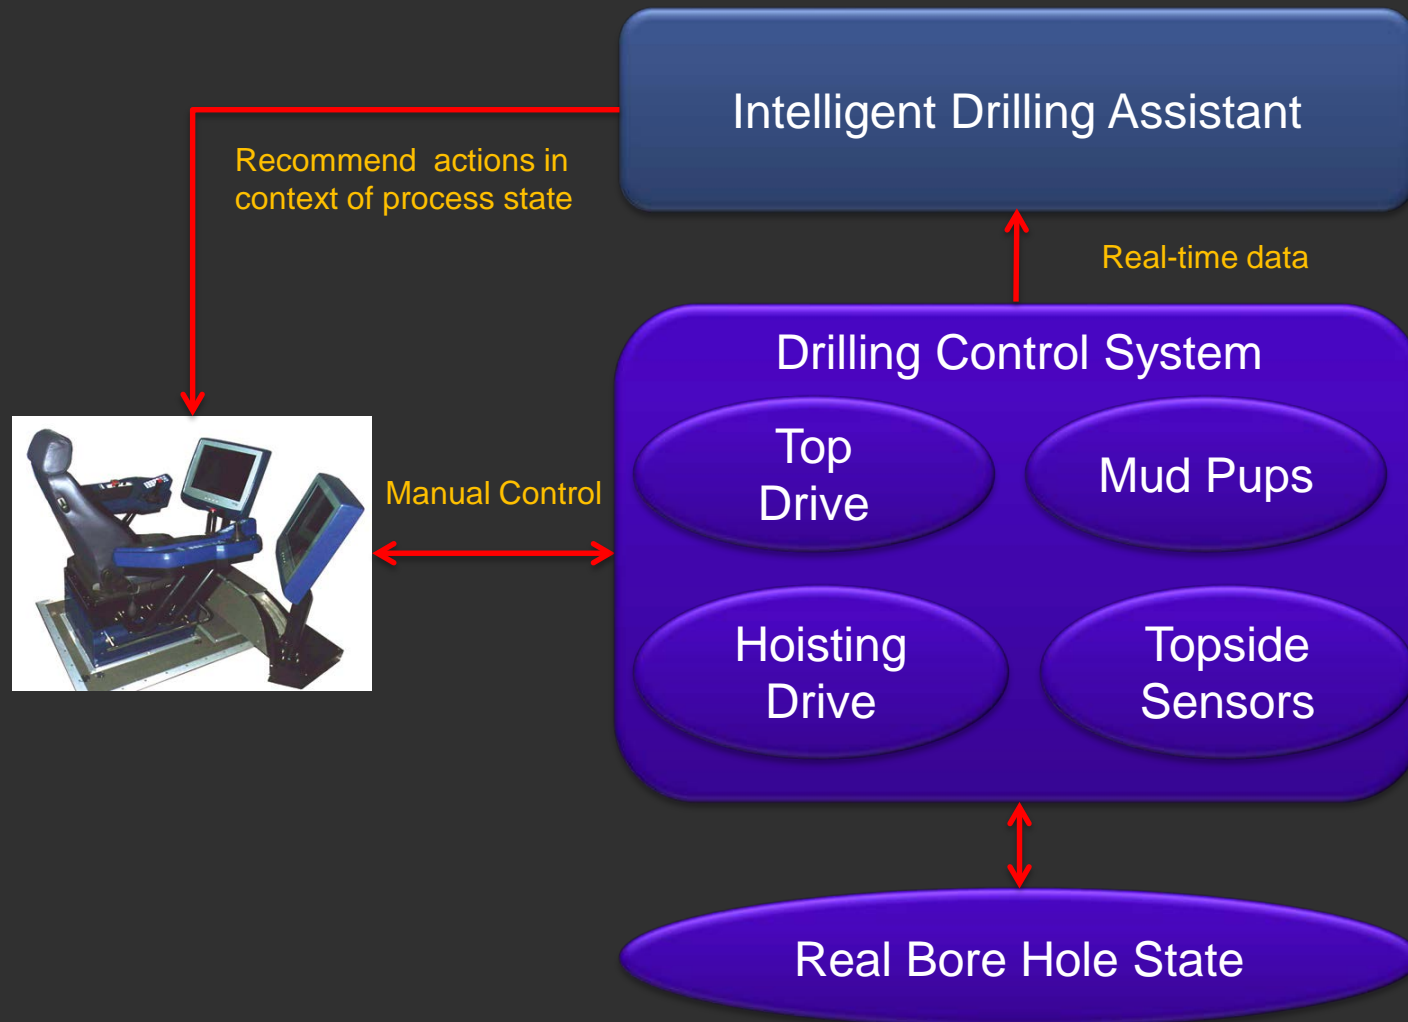 Intelligent Drilling Assistant
Recommend actions in
context of process state
Real-time data
Drilling Control System
Top
Drive
Mud Pups
Manual Control
Hoisting
Drive
Topside
Sensors
Real Bore Hole State